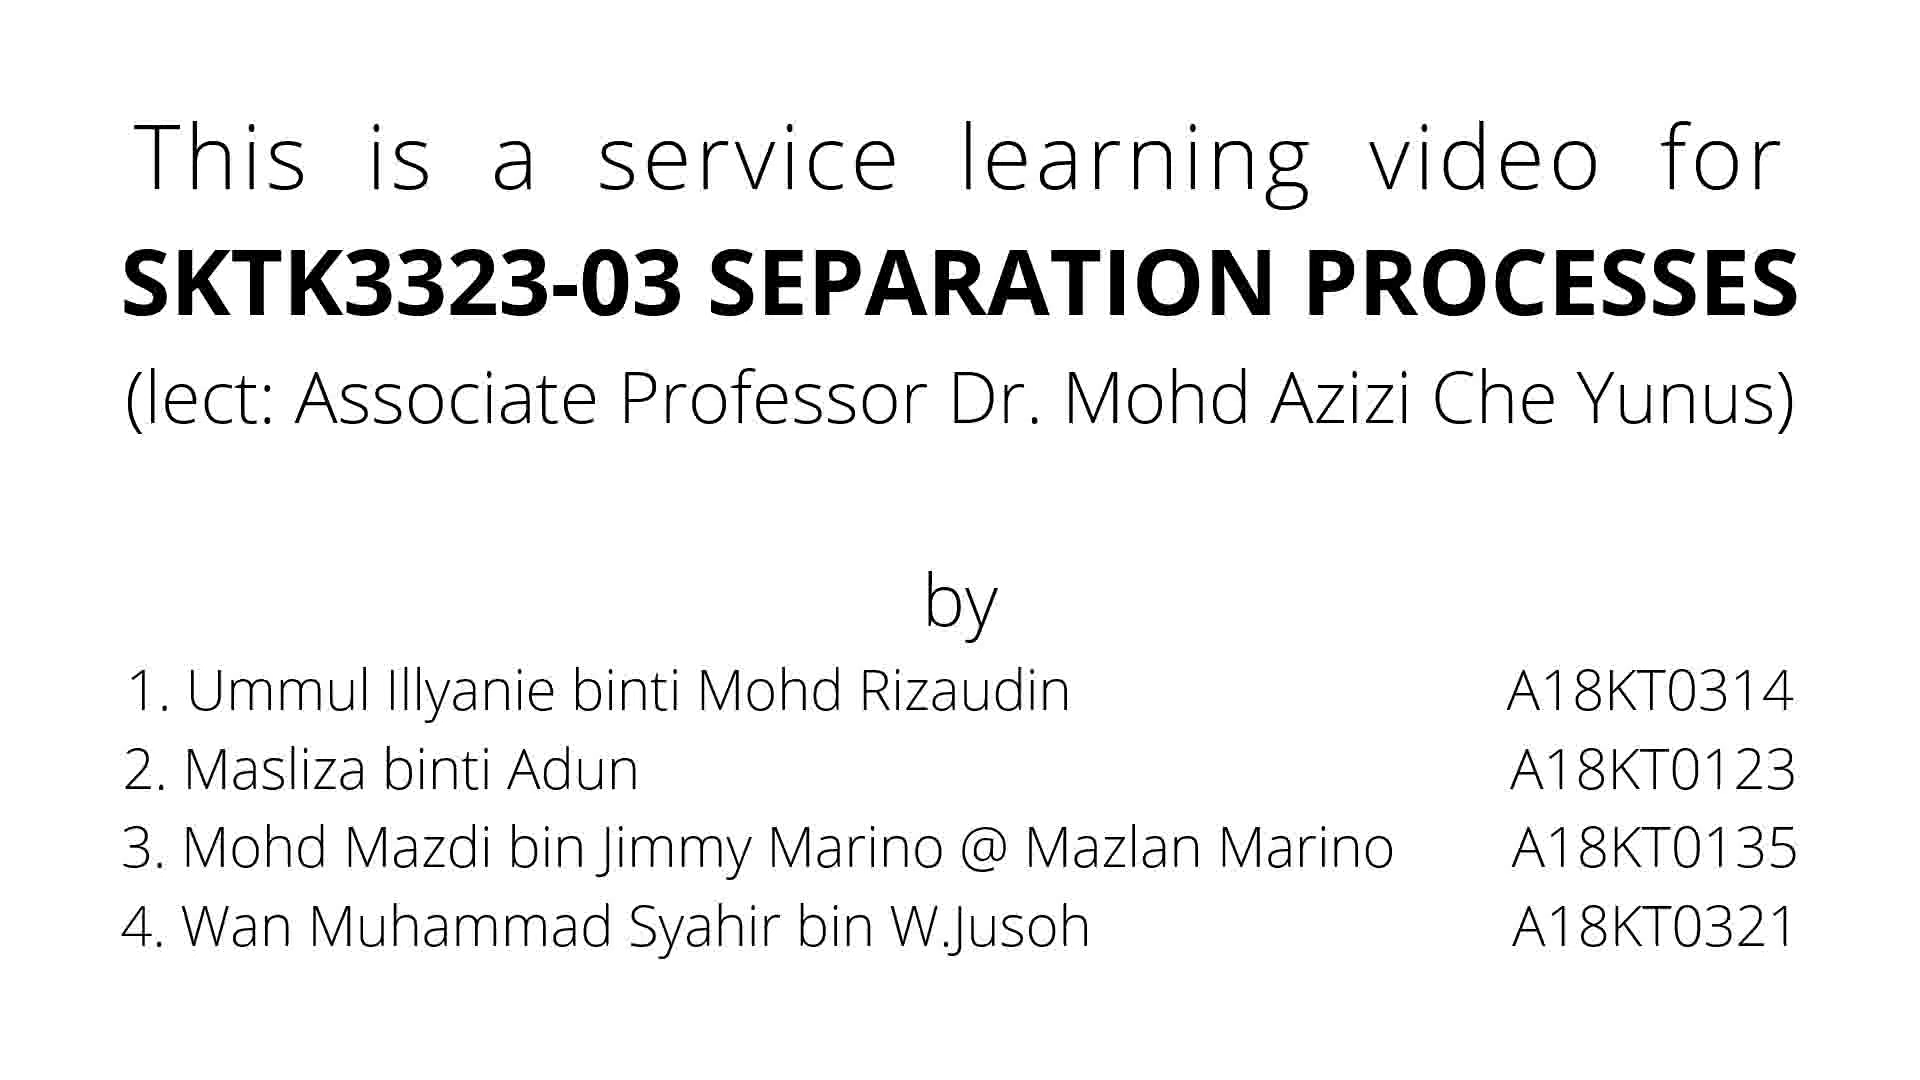 This is a service learning video for
SKTK3323-03 SEPARATION PROCESSES
(lect: Associate Professor Dr. Mohd Azizi Che Yunus)
by
1. Ummul Illyanie binti Mohd Rizaudin A18KT0314
2. Masliza binti Adun A18KT0123
3. Mohd Mazdi bin Jimmy Marino @ Mazlan Marino A18KT0135
4. Wan Muhammad Syahir bin W.Jusoh A18KT0321